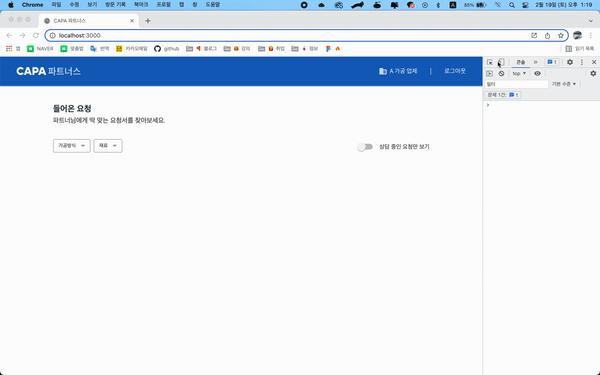 Chrome 파일 수정 보기 방문 기록 북마크 프로필 탭 창 도움말 85% A 2월 19일 (토) 오후 1:19
CAPA 파트너스
localhost:3000
앱 NAVER 맞춤법 번역 카카오메일 github 블로그 강의 취업 정보 읽기 목록
CAPA 파트너스 A 가공 업체 | 로그아웃
콘솔 » 1
top
필터 기본 수준
문제 1건: 1
들어온 요청
파트너님에게 딱 맞는 요청서를 찾아보세요.
가공방식 재료 상담 중인 요청만 보기